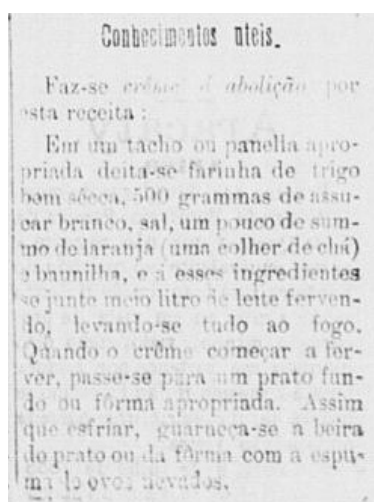 Conhecimentos uteis.
Faz-se crême á abolição por
esta receita :
Em um tacho ou panella apro-
priada deita-se farinha de trigo
bem sêcca, 500 grammas de assu-
car branco, sal, um pouco de sum-
mo de laranja (uma colher de chá)
e baunilha, e a esses ingredientes
se junte meio litro de leite ferven-
do, levando-se tudo ao fogo.
Quando o crême começar a fer-
ver, passe-se para um prato fun-
do ou fôrma apropriada. Assim
que esfriar, guarneça-se a beira
do prato ou da fôrma com a espu-
ma de ovos nevados.